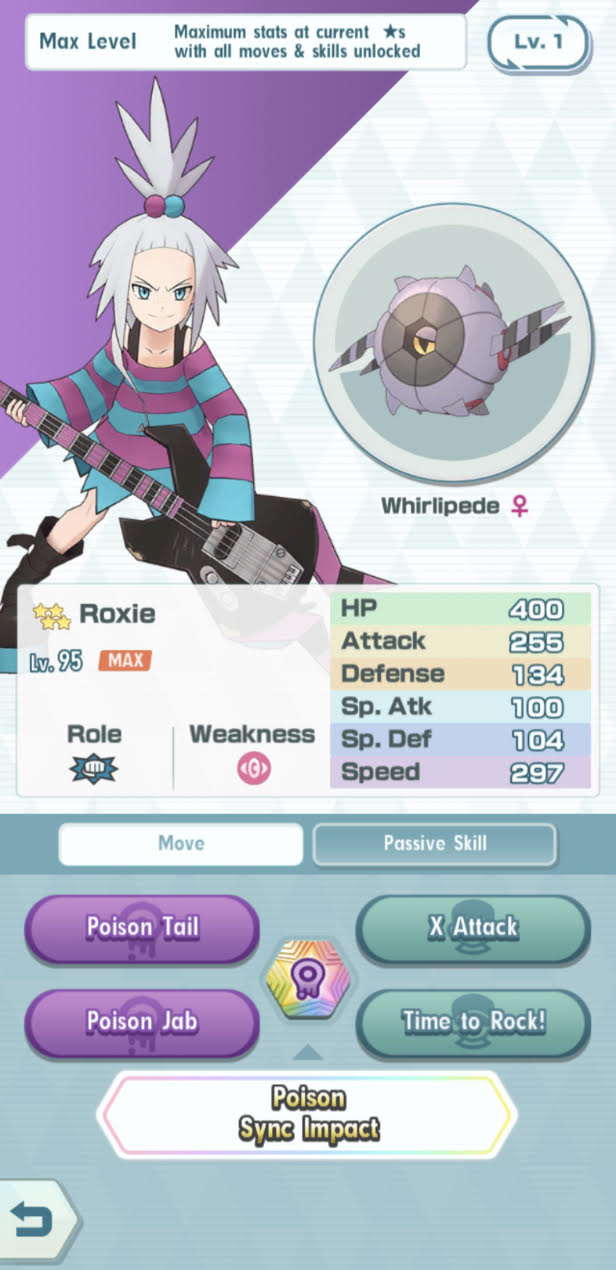 Max Level
Maximum stats at current ★s
with all moves & skills unlocked
Lv. 1
Whirlipede ♀
Roxie
Lv. 95 MAX
Role
Weakness
HP 400
Attack 255
Defense 134
Sp. Atk 100
Sp. Def 104
Speed 297
Move
Passive Skill
Poison Tail
X Attack
Poison Jab
Time to Rock!
Poison
Sync Impact